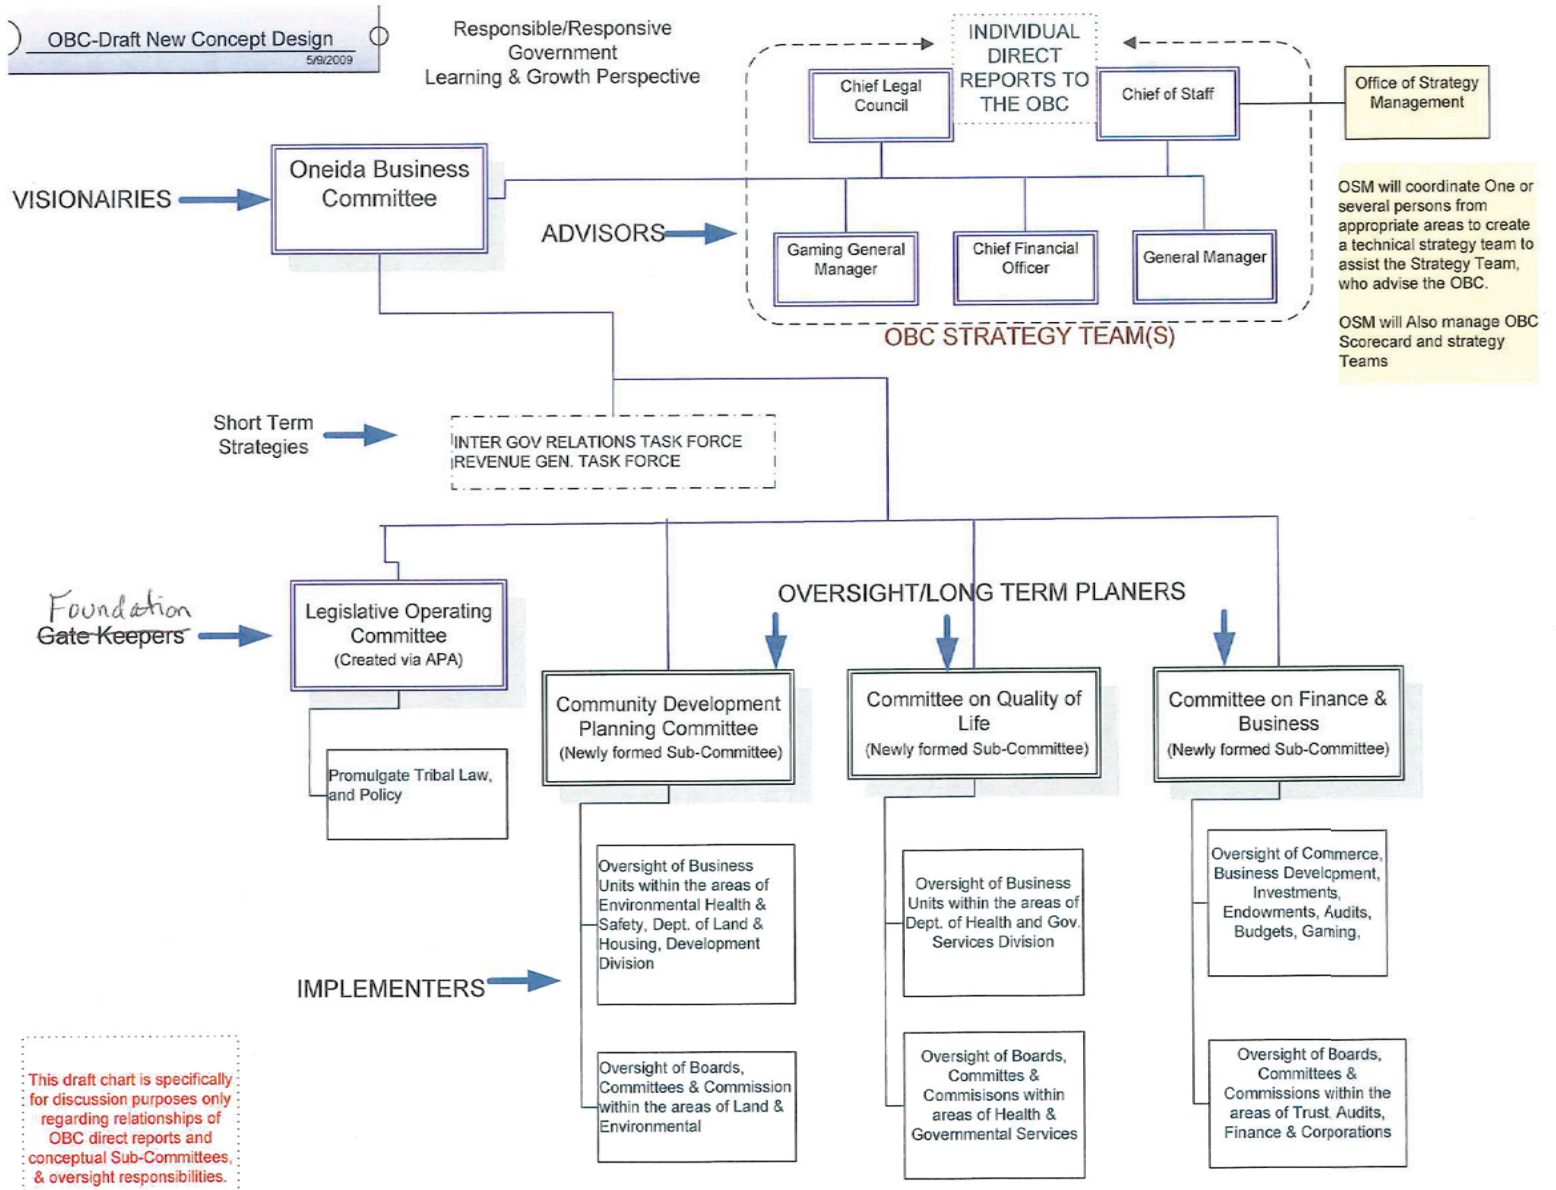 OBC-Draft New Concept Design
5/9/2009
Responsible/Responsive
Government
Learning & Growth Perspective
INDIVIDUAL
DIRECT
REPORTS TO
THE OBC
Chief Legal
Council
Chief of Staff
Office of Strategy
Management
Oneida Business
Committee
VISIONAIRIES
ADVISORS
Gaming General
Manager
Chief Financial
Officer
General Manager
OBC STRATEGY TEAM(S)
OSM will coordinate One or
several persons from
appropriate areas to create
a technical strategy team to
assist the Strategy Team,
who advise the OBC.
OSM will Also manage OBC
Scorecard and strategy
Teams
Short Term
Strategies
INTER GOV RELATIONS TASK FORCE
REVENUE GEN. TASK FORCE
Foundation
Gate Keepers
Legislative Operating
Committee
(Created via APA)
OVERSIGHT/LONG TERM PLANERS
Community Development
Planning Committee
(Newly formed Sub-Committee)
Committee on Quality of
Life
(Newly formed Sub-Committee)
Committee on Finance &
Business
(Newly formed Sub-Committee)
Promulgate Tribal Law,
and Policy
Oversight of Business
Units within the areas of
Environmental Health &
Safety, Dept. of Land &
Housing, Development
Division
Oversight of Business
Units within the areas of
Dept. of Health and Gov.
Services Division
Oversight of Commerce,
Business Development,
Investments,
Endowments, Audits,
Budgets, Gaming,
IMPLEMENTERS
Oversight of Boards,
Committees & Commission
within the areas of Land &
Environmental
Oversight of Boards,
Committes &
Commisisons within
areas of Health &
Governmental Services
Oversight of Boards,
Committees &
Commissions within the
areas of Trust, Audits,
Finance & Corporations
This draft chart is specifically
for discussion purposes only
regarding relationships of
OBC direct reports and
conceptual Sub-Committees,
& oversight responsibilities.